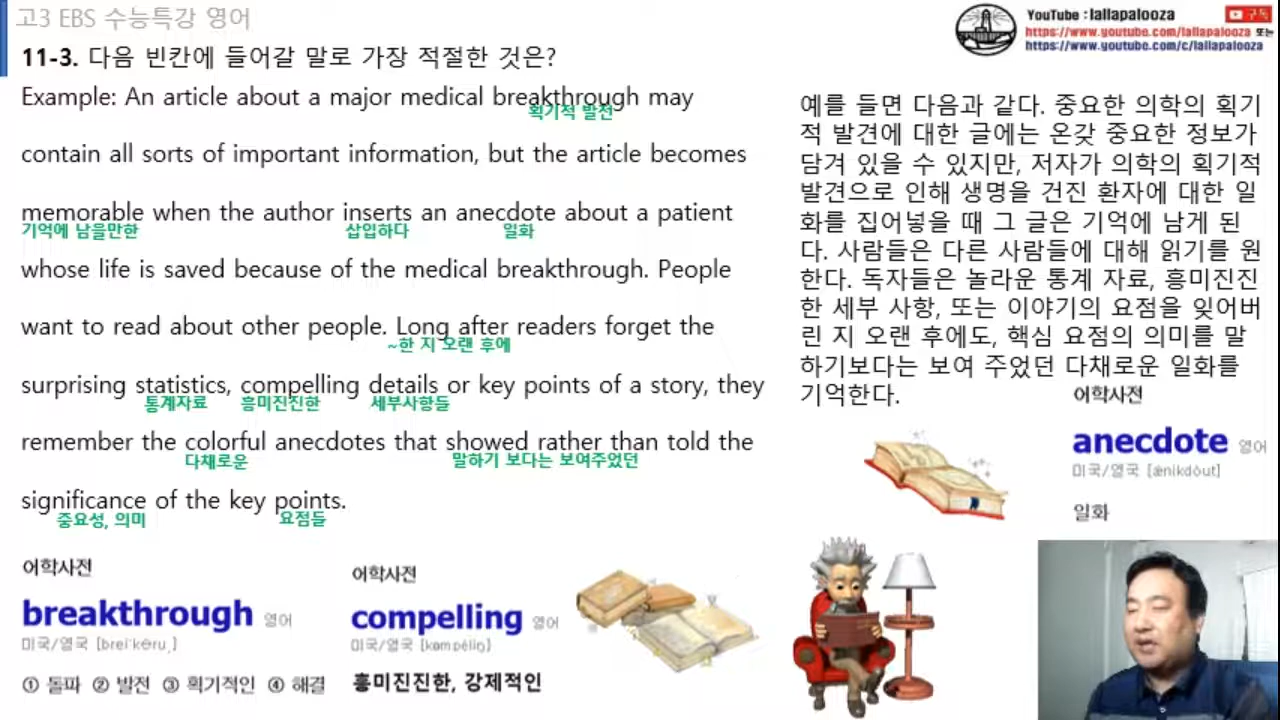 고3 EBS 수능특강 영어
YouTube : lallapalooza
구독
https://www.youtube.com/lallapalooza 또는
https://www.youtube.com/c/lallapalooza
11-3. 다음 빈칸에 들어갈 말로 가장 적절한 것은?
Example: An article about a major medical breakthrough may
획기적 발전
contain all sorts of important information, but the article becomes
memorable when the author inserts an anecdote about a patient
기억에 남을만한 삽입하다 일화
whose life is saved because of the medical breakthrough. People
want to read about other people. Long after readers forget the
~한 지 오랜 후에
surprising statistics, compelling details or key points of a story, they
통계자료 흥미진진한 세부사항들
remember the colorful anecdotes that showed rather than told the
다채로운 말하기 보다는 보여주었던
significance of the key points.
중요성, 의미 요점들
예를 들면 다음과 같다. 중요한 의학의 획기
적 발견에 대한 글에는 온갖 중요한 정보가
담겨 있을 수 있지만, 저자가 의학의 획기적
발견으로 인해 생명을 건진 환자에 대한 일
화를 집어넣을 때 그 글은 기억에 남게 된
다. 사람들은 다른 사람들에 대해 읽기를 원
한다. 독자들은 놀라운 통계 자료, 흥미진진
한 세부 사항, 또는 이야기의 요점을 잊어버
린 지 오랜 후에도, 핵심 요점의 의미를 말
하기보다는 보여 주었던 다채로운 일화를
기억한다.
어학사전
anecdote 영어
미국/영국 [ænikdòut]
일화
어학사전
breakthrough 영어
미국/영국
① 돌파 ② 발전 ③ 획기적인 ④ 해결
어학사전
compelling 영어
미국/영국 [kəmpéliŋ]
흥미진진한, 강제적인